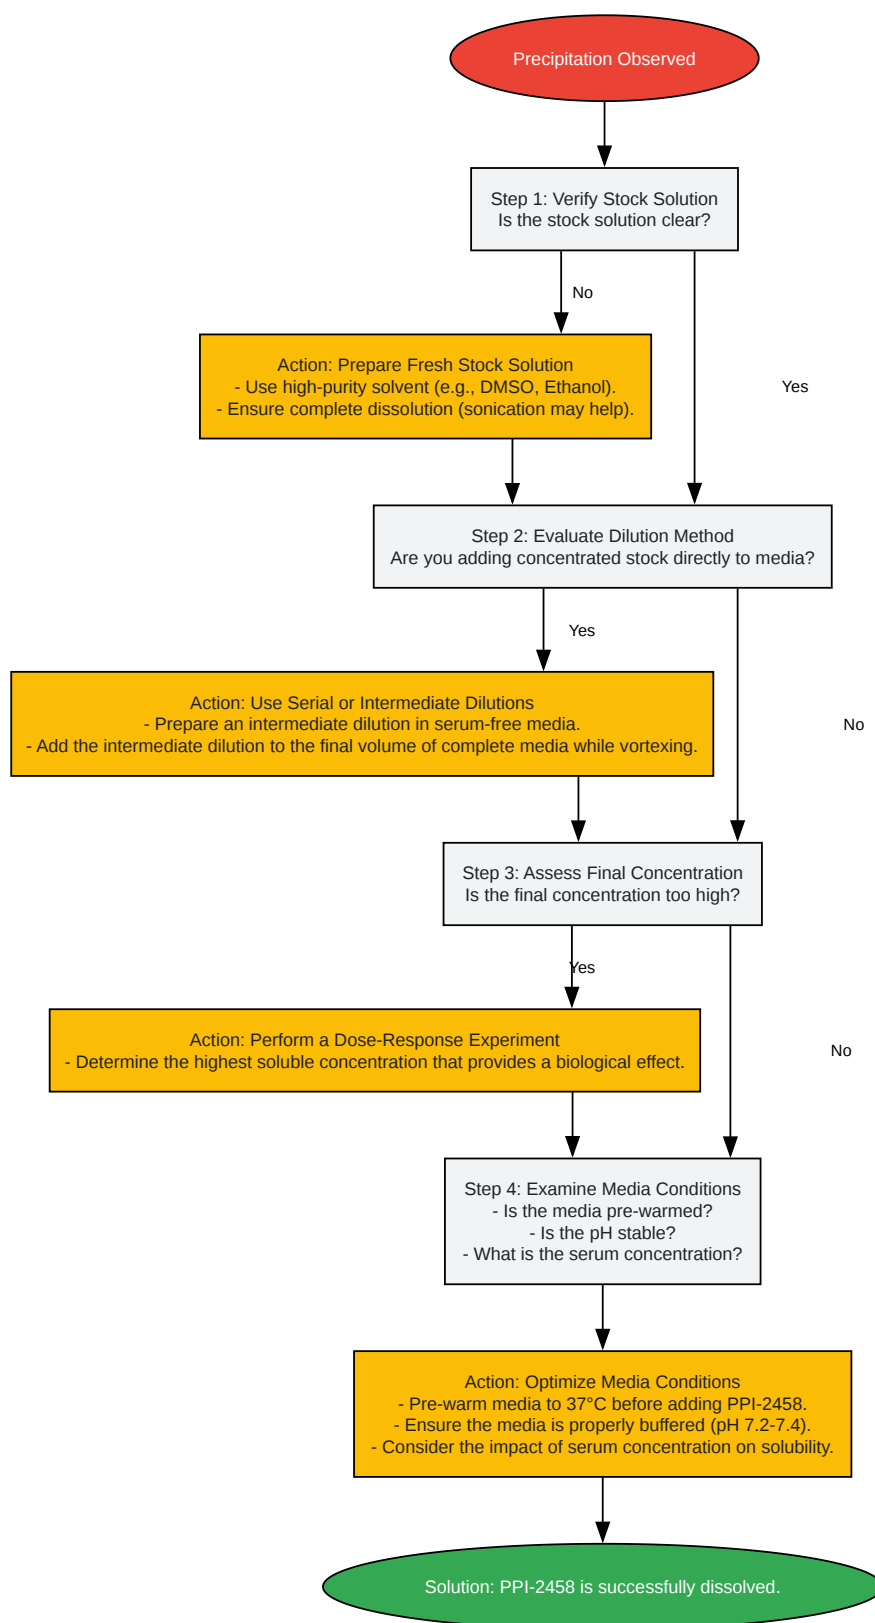 Precipitation Observed
Step 1: Verify Stock Solution
Is the stock solution clear?
No
Action: Prepare Fresh Stock Solution
- Use high-purity solvent (e.g., DMSO, Ethanol).
- Ensure complete dissolution (sonication may help).
Yes
Step 2: Evaluate Dilution Method
Are you adding concentrated stock directly to media?
Yes
Action: Use Serial or Intermediate Dilutions
- Prepare an intermediate dilution in serum-free media.
- Add the intermediate dilution to the final volume of complete media while vortexing.
No
Step 3: Assess Final Concentration
Is the final concentration too high?
Yes
Action: Perform a Dose-Response Experiment
- Determine the highest soluble concentration that provides a biological effect.
No
Step 4: Examine Media Conditions
- Is the media pre-warmed?
- Is the pH stable?
- What is the serum concentration?
Action: Optimize Media Conditions
- Pre-warm media to 37°C before adding PPI-2458.
- Ensure the media is properly buffered (pH 7.2-7.4).
- Consider the impact of serum concentration on solubility.
Solution: PPI-2458 is successfully dissolved.